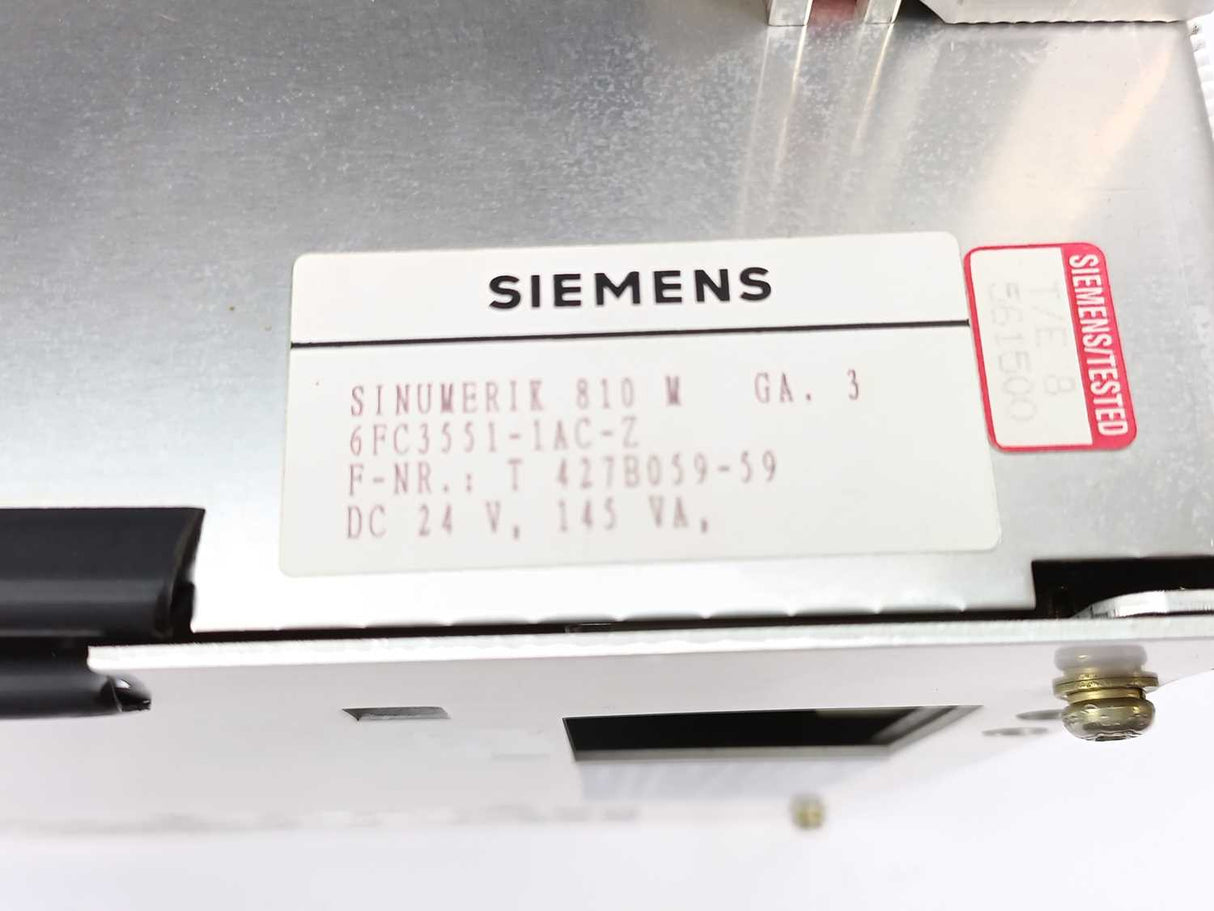 SIEMENS
SINUMERIK 810 M GA. 3
6FC3551-1AC-Z
F-NR.: T 427B059-59
DC 24 V, 145 VA,
SIEMENS/TESTED
T/E 8
561500